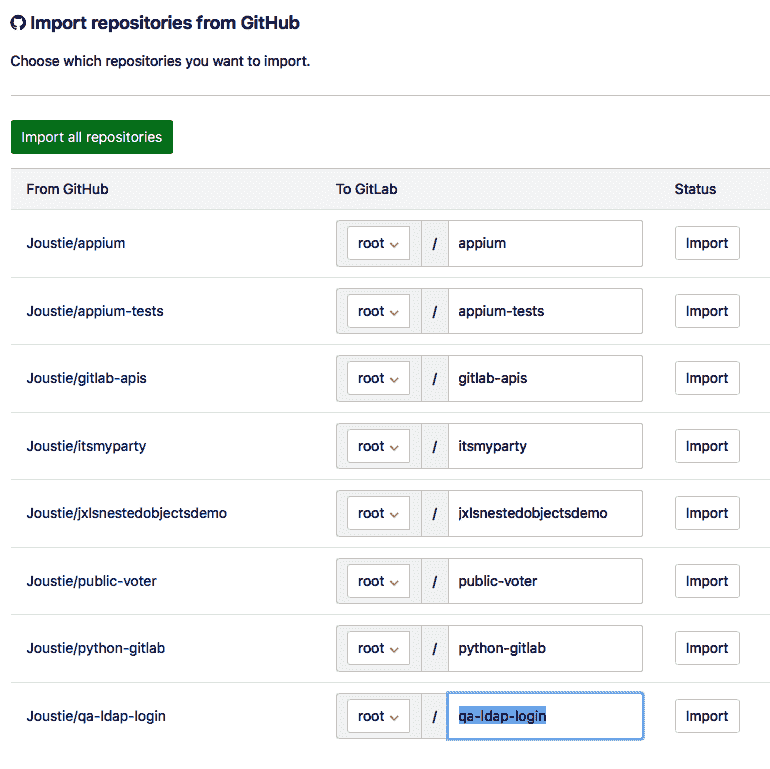 Import repositories from GitHub
Choose which repositories you want to import.
Import all repositories
From GitHub To GitLab Status
Joustie/appium root / appium Import
Joustie/appium-tests root / appium-tests Import
Joustie/gitlab-apis root / gitlab-apis Import
Joustie/itsmyparty root / itsmyparty Import
Joustie/jxlsnestedobjectsdemo root / jxlsnestedobjectsdemo Import
Joustie/public-voter root / public-voter Import
Joustie/python-gitlab root / python-gitlab Import
Joustie/qa-ldap-login root / qa-ldap-login Import